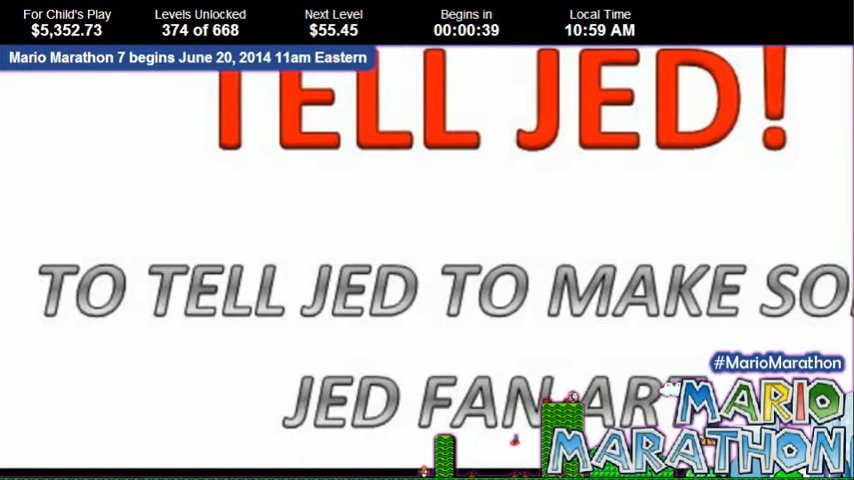 For Child's Play Levels Unlocked Next Level Begins in Local Time
$5,352.73 374 of 668 $55.45 00:00:39 10:59 AM
Mario Marathon 7 begins June 20, 2014 11am Eastern
TELL JED!
TO TELL JED TO MAKE
JED FAN ART
#MarioMarathon
MARIO
MARATHON